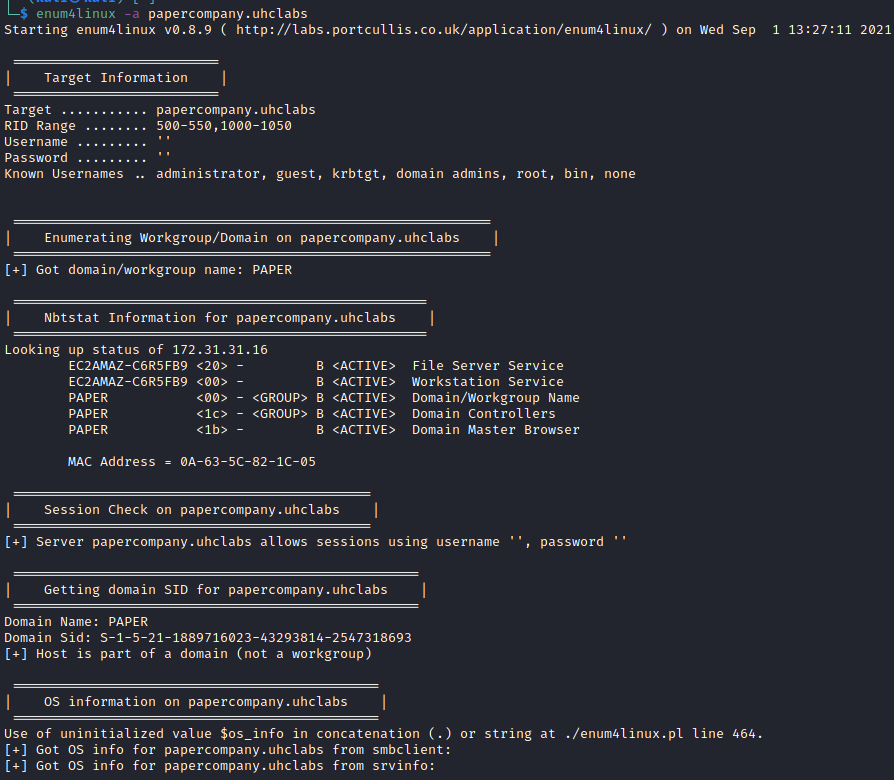 $ enum4linux -a papercompany.uhclabs
Starting enum4linux v0.8.9 ( http://labs.portcullis.co.uk/application/enum4linux/ ) on Wed Sep  1 13:27:11 2021
 ==========================
|    Target Information    |
 ==========================
Target ........... papercompany.uhclabs
RID Range ........ 500-550,1000-1050
Username ......... ''
Password ......... ''
Known Usernames .. administrator, guest, krbtgt, domain admins, root, bin, none
 ============================================================
|    Enumerating Workgroup/Domain on papercompany.uhclabs    |
 ============================================================
[+] Got domain/workgroup name: PAPER
 ====================================================
|    Nbtstat Information for papercompany.uhclabs    |
 ====================================================
Looking up status of 172.31.31.16
        EC2AMAZ-C6R5FB9 <20> -         B <ACTIVE>  File Server Service
        EC2AMAZ-C6R5FB9 <00> -         B <ACTIVE>  Workstation Service
        PAPER           <00> - <GROUP> B <ACTIVE>  Domain/Workgroup Name
        PAPER           <1c> - <GROUP> B <ACTIVE>  Domain Controllers
        PAPER           <1b> -         B <ACTIVE>  Domain Master Browser
        MAC Address = 0A-63-5C-82-1C-05
 =============================================
|    Session Check on papercompany.uhclabs    |
 =============================================
[+] Server papercompany.uhclabs allows sessions using username '', password ''
 ===================================================
|    Getting domain SID for papercompany.uhclabs    |
 ===================================================
Domain Name: PAPER
Domain Sid: S-1-5-21-1889716023-43293814-2547318693
[+] Host is part of a domain (not a workgroup)
 ==============================================
|    OS information on papercompany.uhclabs    |
 ==============================================
Use of uninitialized value $os_info in concatenation (.) or string at ./enum4linux.pl line 464.
[+] Got OS info for papercompany.uhclabs from smbclient:
[+] Got OS info for papercompany.uhclabs from srvinfo: